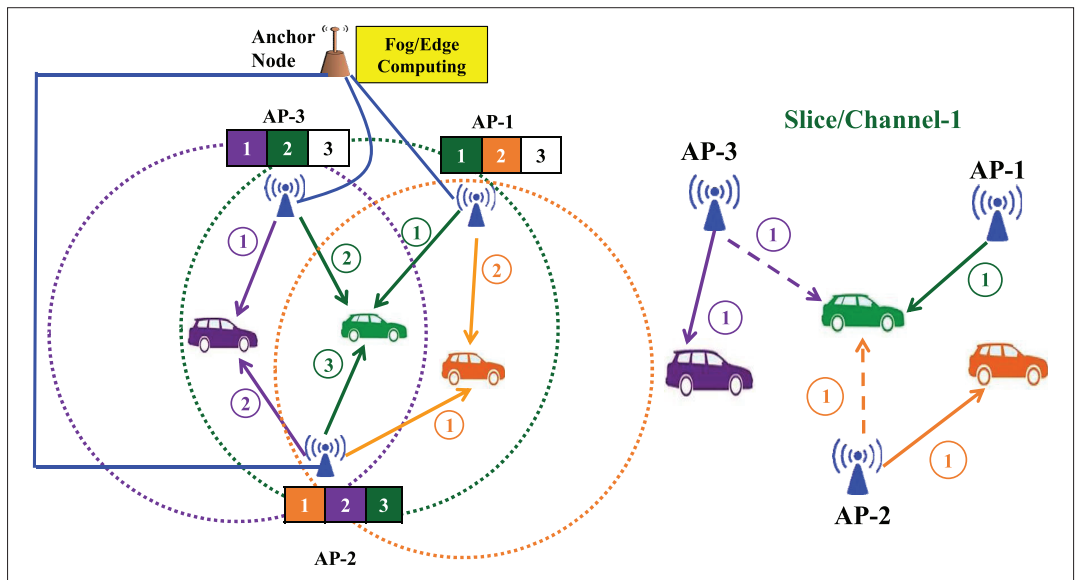 Anchor
Node
Fog/Edge
Computing
AP-3
1 2 3
AP-1
1 2 3
1
2
1
2
3
2
1
1 2 3
AP-2
Slice/Channel-1
AP-3
AP-1
1
1
1
1
1
AP-2